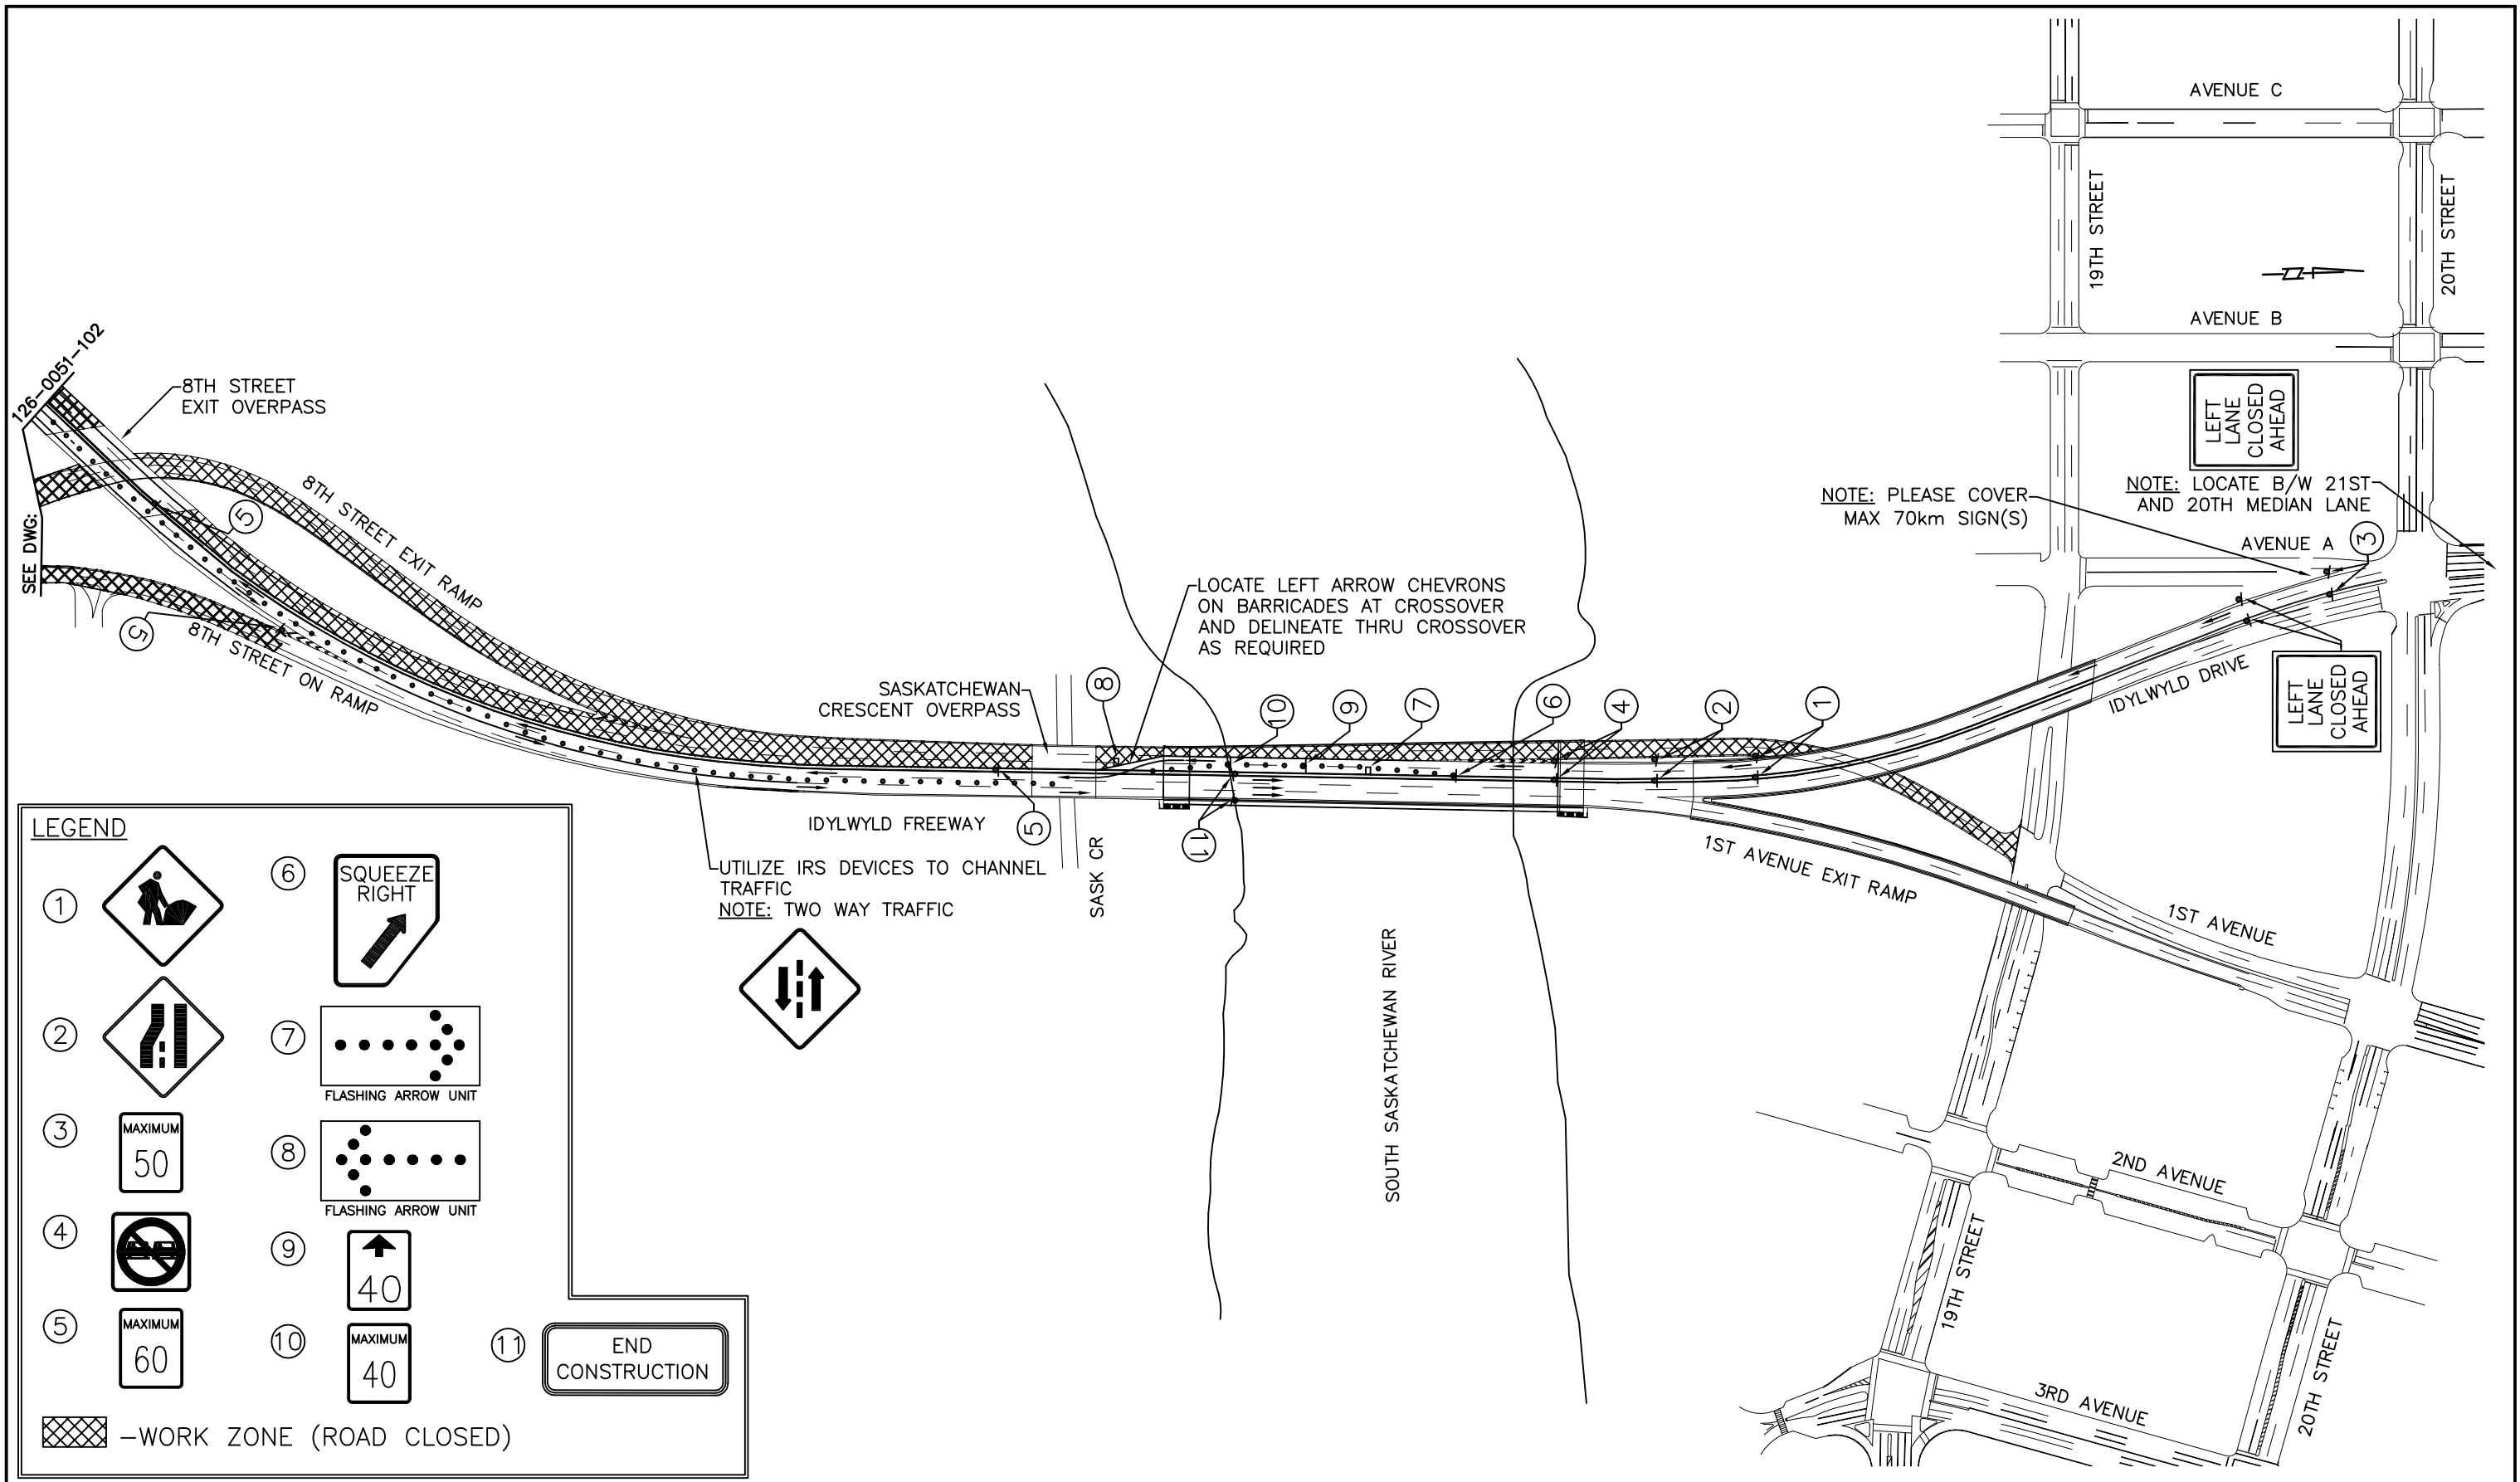 AVENUE C
19TH STREET
20TH STREET
AVENUE B
LEFT
LANE
CLOSED
AHEAD
NOTE: PLEASE COVER
MAX 70km SIGN(S)
NOTE: LOCATE B/W 21ST
AND 20TH MEDIAN LANE
AVENUE A
3
IDYLWYLD DRIVE
LEFT
LANE
CLOSED
AHEAD
126-0051-102
SEE DWG:
8TH STREET
EXIT OVERPASS
8TH STREET EXIT RAMP
5
5
8TH STREET ON RAMP
LOCATE LEFT ARROW CHEVRONS
ON BARRICADES AT CROSSOVER
AND DELINEATE THRU CROSSOVER
AS REQUIRED
SASKATCHEWAN
CRESCENT OVERPASS
8
10
9
7
6
4
2
1
IDYLWYLD FREEWAY
5
11
SASK CR
UTILIZE IRS DEVICES TO CHANNEL
TRAFFIC
NOTE: TWO WAY TRAFFIC
SOUTH SASKATCHEWAN RIVER
1ST AVENUE EXIT RAMP
1ST AVENUE
2ND AVENUE
19TH STREET
3RD AVENUE
20TH STREET
LEGEND
1
2
3
MAXIMUM
50
4
5
MAXIMUM
60
6
SQUEEZE
RIGHT
7
FLASHING ARROW UNIT
8
FLASHING ARROW UNIT
9
40
10
MAXIMUM
40
11
END
CONSTRUCTION
-WORK ZONE (ROAD CLOSED)